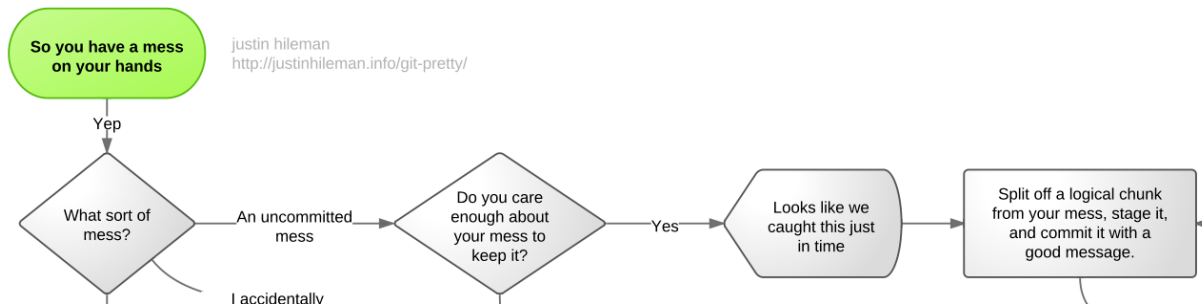 So you have a mess
on your hands
justin hileman
http://justinhileman.info/git-pretty/
Yep
What sort of
mess?
An uncommitted
mess
Do you care
enough about
your mess to
keep it?
Yes
Looks like we
caught this just
in time
Split off a logical chunk
from your mess, stage it,
and commit it with a
good message.
I accidentally